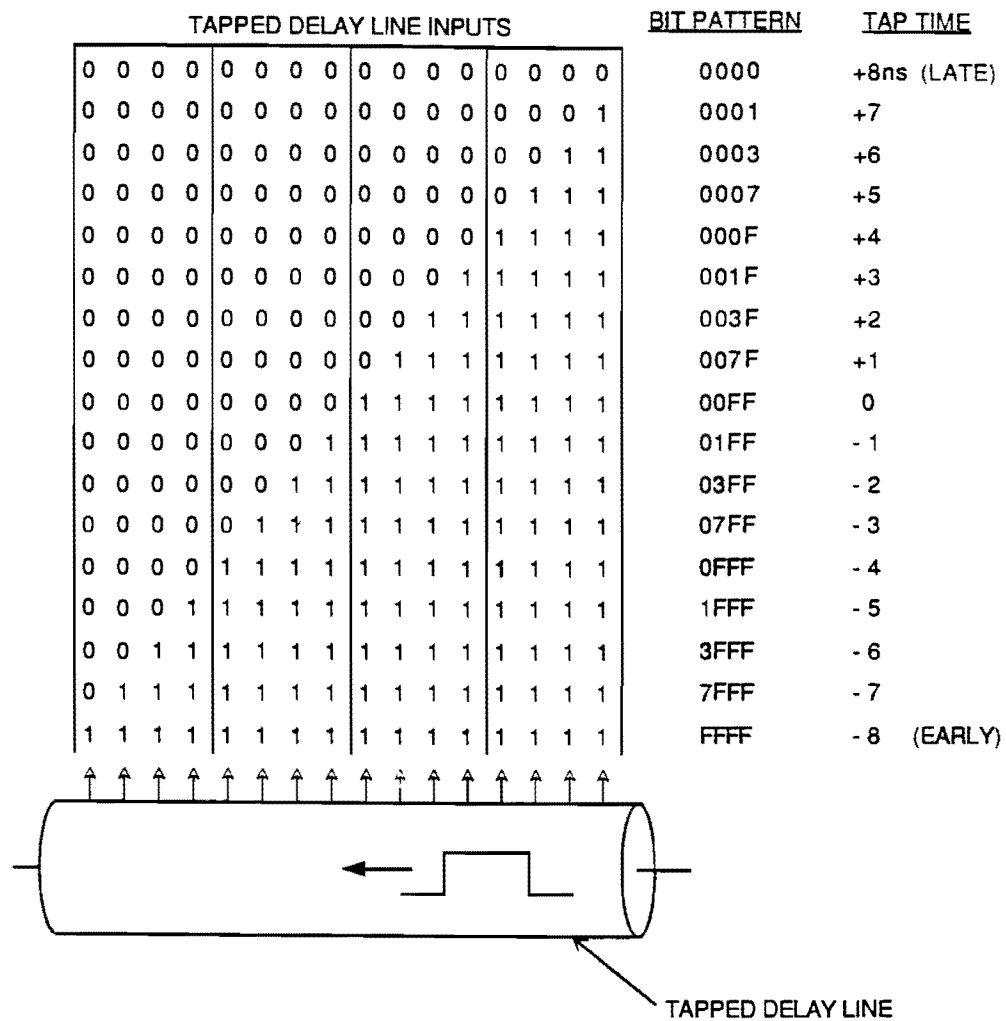 TAPPED DELAY LINE INPUTS BIT PATTERN TAP TIME
0 0 0 0 0 0 0 0 0 0 0 0 0 0 0 0 0000 +8ns (LATE)
0 0 0 0 0 0 0 0 0 0 0 0 0 0 0 1 0001 +7
0 0 0 0 0 0 0 0 0 0 0 0 0 0 1 1 0003 +6
0 0 0 0 0 0 0 0 0 0 0 0 0 1 1 1 0007 +5
0 0 0 0 0 0 0 0 0 0 0 0 1 1 1 1 000F +4
0 0 0 0 0 0 0 0 0 0 0 1 1 1 1 1 001F +3
0 0 0 0 0 0 0 0 0 0 1 1 1 1 1 1 003F +2
0 0 0 0 0 0 0 0 0 1 1 1 1 1 1 1 007F +1
0 0 0 0 0 0 0 0 1 1 1 1 1 1 1 1 00FF 0
0 0 0 0 0 0 0 1 1 1 1 1 1 1 1 1 01FF - 1
0 0 0 0 0 0 1 1 1 1 1 1 1 1 1 1 03FF - 2
0 0 0 0 0 1 1 1 1 1 1 1 1 1 1 1 07FF - 3
0 0 0 0 1 1 1 1 1 1 1 1 1 1 1 1 0FFF - 4
0 0 0 1 1 1 1 1 1 1 1 1 1 1 1 1 1FFF - 5
0 0 1 1 1 1 1 1 1 1 1 1 1 1 1 1 3FFF - 6
0 1 1 1 1 1 1 1 1 1 1 1 1 1 1 1 7FFF - 7
1 1 1 1 1 1 1 1 1 1 1 1 1 1 1 1 FFFF - 8 (EARLY)
TAPPED DELAY LINE